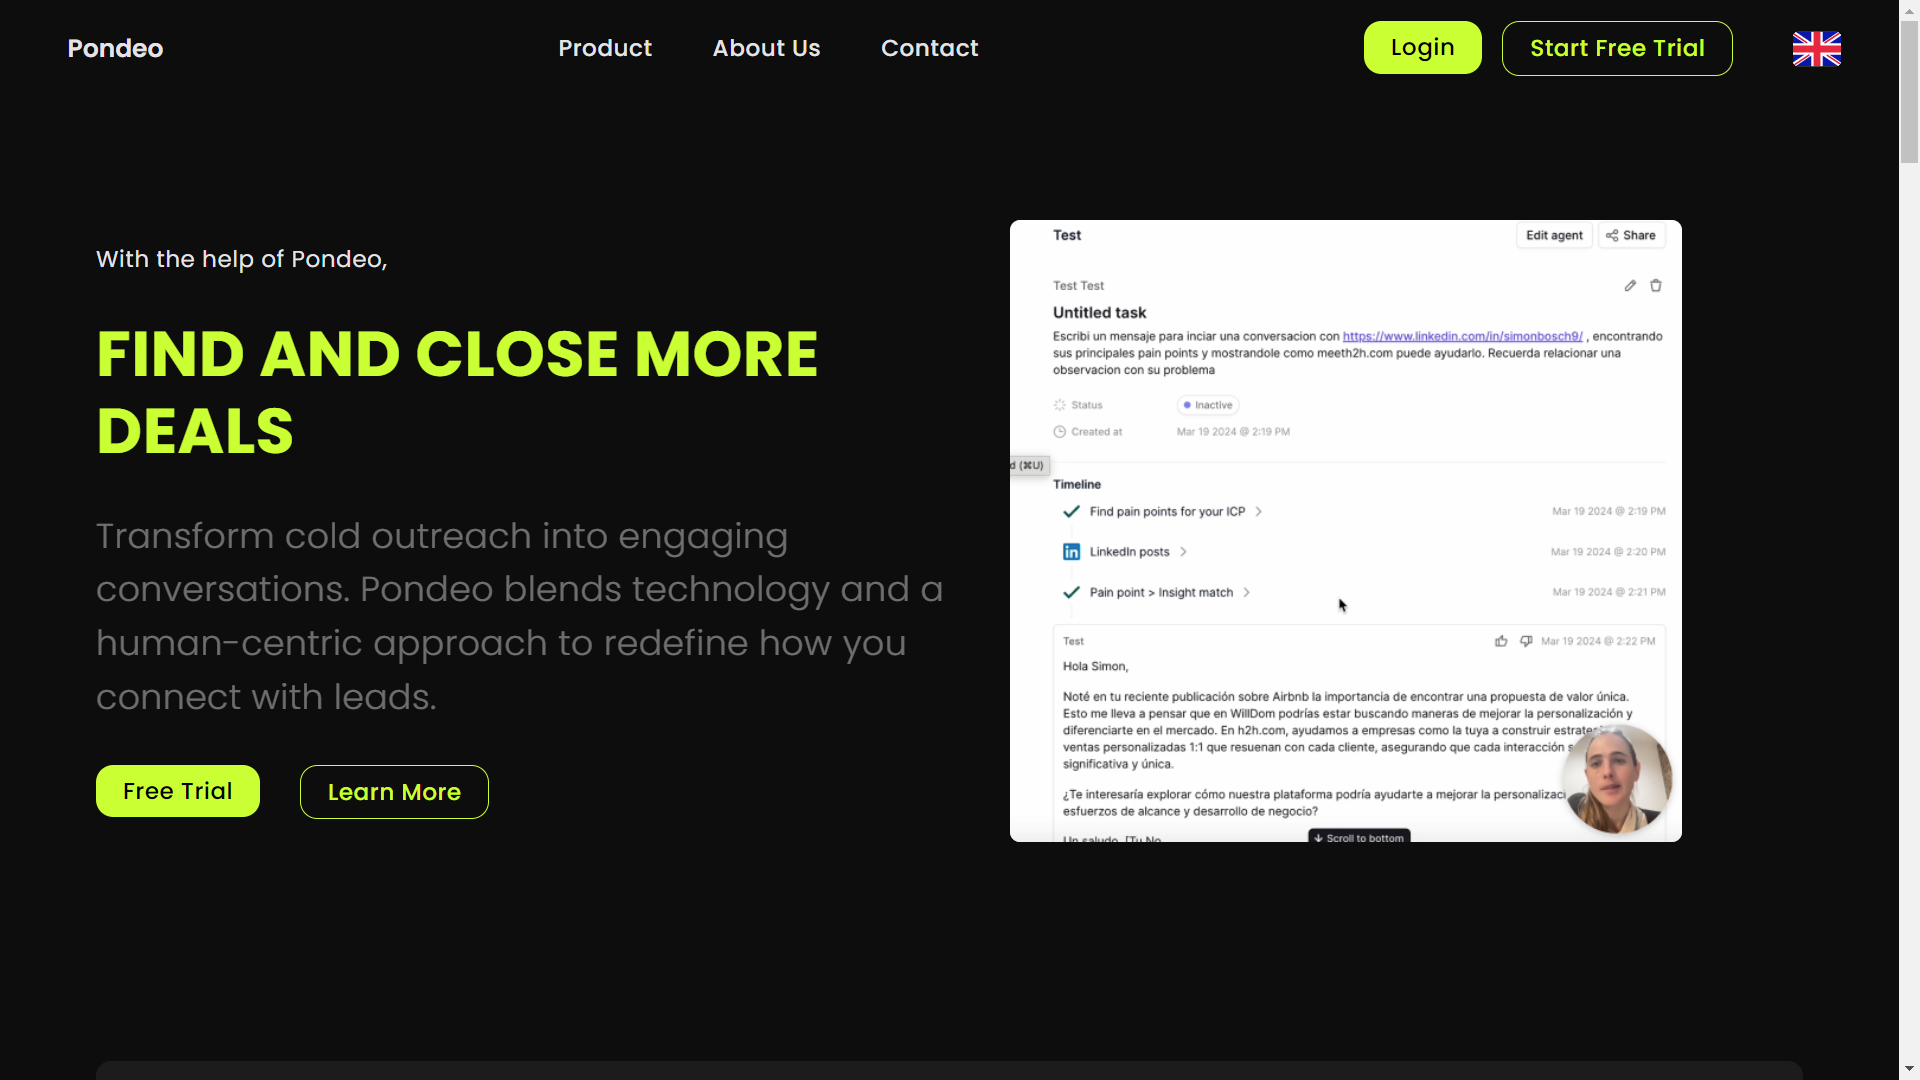 Pondeo
Product
About Us
Contact
Login
Start Free Trial
With the help of Pondeo,
FIND AND CLOSE MORE
DEALS
Transform cold outreach into engaging
conversations. Pondeo blends technology and a
human-centric approach to redefine how you
connect with leads.
Free Trial
Learn More
Test
Edit agent
Share
Test Test
Untitled task
Escribi un mensaje para inciar una conversacion con https://www.linkedin.com/in/simonbosch9/ , encontrando
sus principales pain points y mostrandole como meeth2h.com puede ayudarlo. Recuerda relacionar una
observacion con su problema
Status
Inactive
Created at
Mar 19 2024 @ 2:19 PM
d (⌘U)
Timeline
Find pain points for your ICP
Mar 19 2024 @ 2:19 PM
in LinkedIn posts
Mar 19 2024 @ 2:20 PM
Pain point > Insight match
Mar 19 2024 @ 2:21 PM
Test
Mar 19 2024 @ 2:22 PM
Hola Simon,
Noté en tu reciente publicación sobre Airbnb la importancia de encontrar una propuesta de valor única.
Esto me lleva a pensar que en WillDom podrías estar buscando maneras de mejorar la personalización y
diferenciarte en el mercado. En h2h.com, ayudamos a empresas como la tuya a construir
ventas personalizadas 1:1 que resuenan con cada cliente, asegurando que cada interacción
significativa y única.
¿Te interesaría explorar cómo nuestra plataforma podría ayudarte a mejorar la
esfuerzos de alcance y desarrollo de negocio?
Un saludo, [Tu No
Scroll to bottom